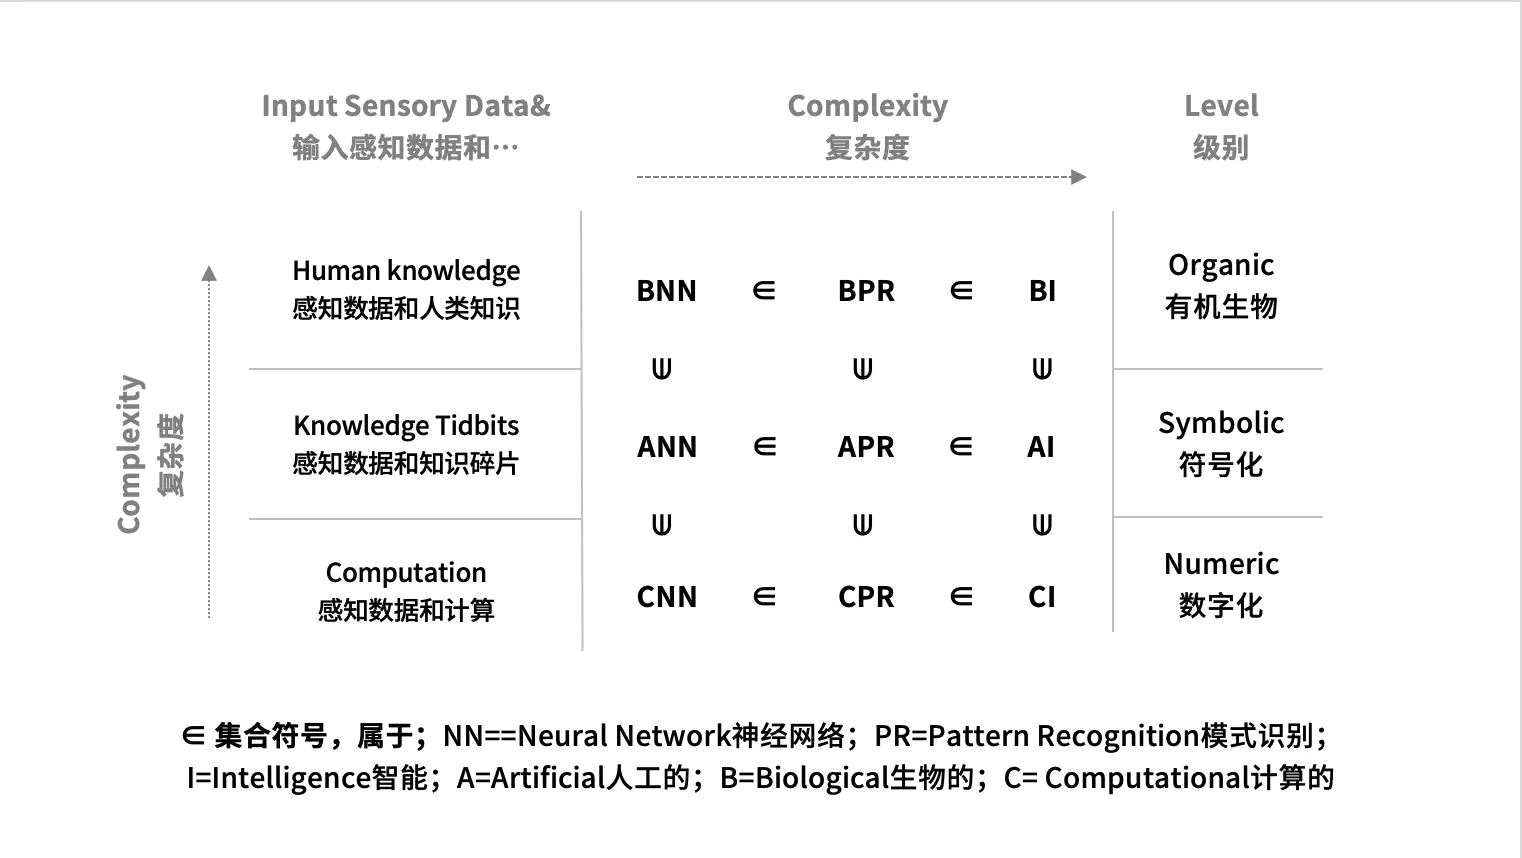 Input Sensory Data&
输入感知数据和…
Complexity
复杂度
Level
级别
Complexity
复杂度
Human knowledge
感知数据和人类知识
BNN ∈ BPR ∈ BI
Organic
有机生物
∈ ∈ ∈
Knowledge Tidbits
感知数据和知识碎片
ANN ∈ APR ∈ AI
Symbolic
符号化
∈ ∈ ∈
Computation
感知数据和计算
CNN ∈ CPR ∈ CI
Numeric
数字化
∈ 集合符号，属于；NN==Neural Network神经网络；PR=Pattern Recognition模式识别；
I=Intelligence智能；A=Artificial人工的；B=Biological生物的；C= Computational计算的